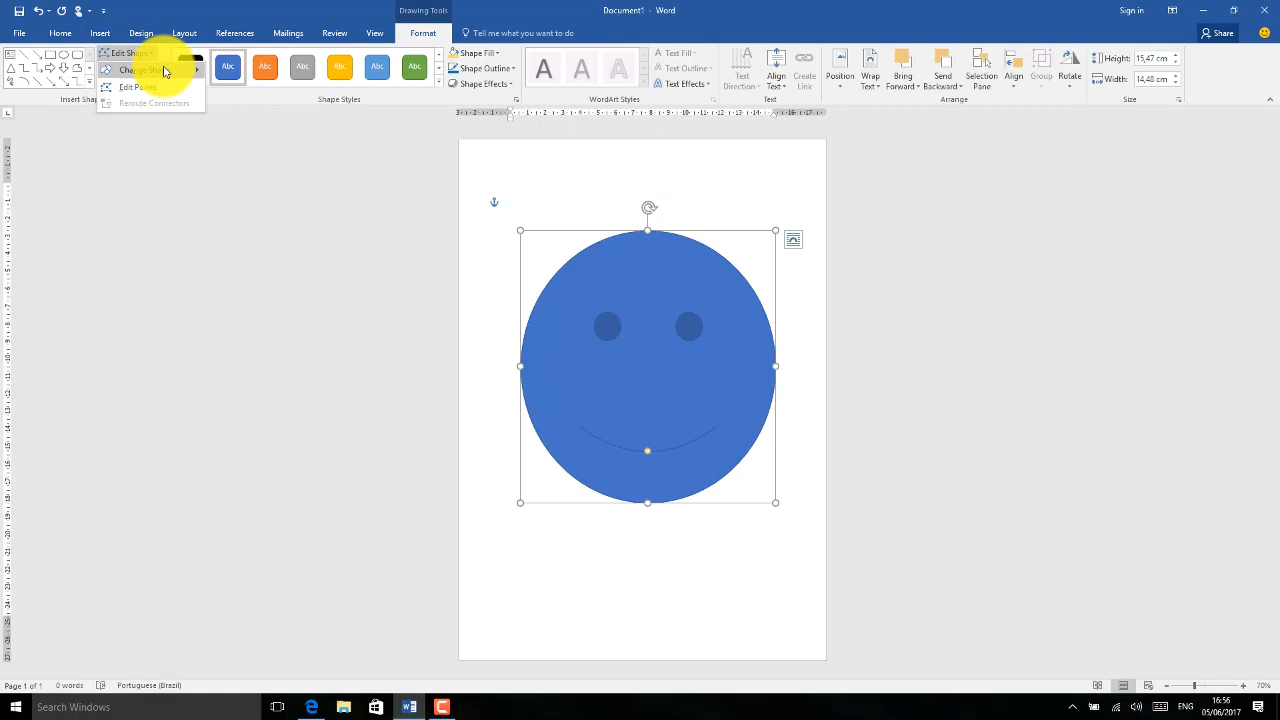 Drawing Tools
Document1 - Word
Sign in
File
Home
Insert
Design
Layout
References
Mailings
Review
View
Format
Tell me what you want to do
Share
Edit Shape
Change Shape
Edit Points
Reroute Connectors
Insert Shap
Abc
Abc
Abc
Abc
Abc
Abc
Shape Styles
Shape Fill
Shape Outline
Shape Effects
A
A
A
WordArt Styles
Text Fill
Text Outline
Text Effects
Text Direction
Align Text
Create Link
Text
Position
Wrap Text
Bring Forward
Send Backward
Selection Pane
Align
Group
Rotate
Arrange
Height: 15,47 cm
Width: 14,48 cm
Size
Page 1 of 1
0 words
Portuguese (Brazil)
70%
Search Windows
ENG
16:56
05/06/2017